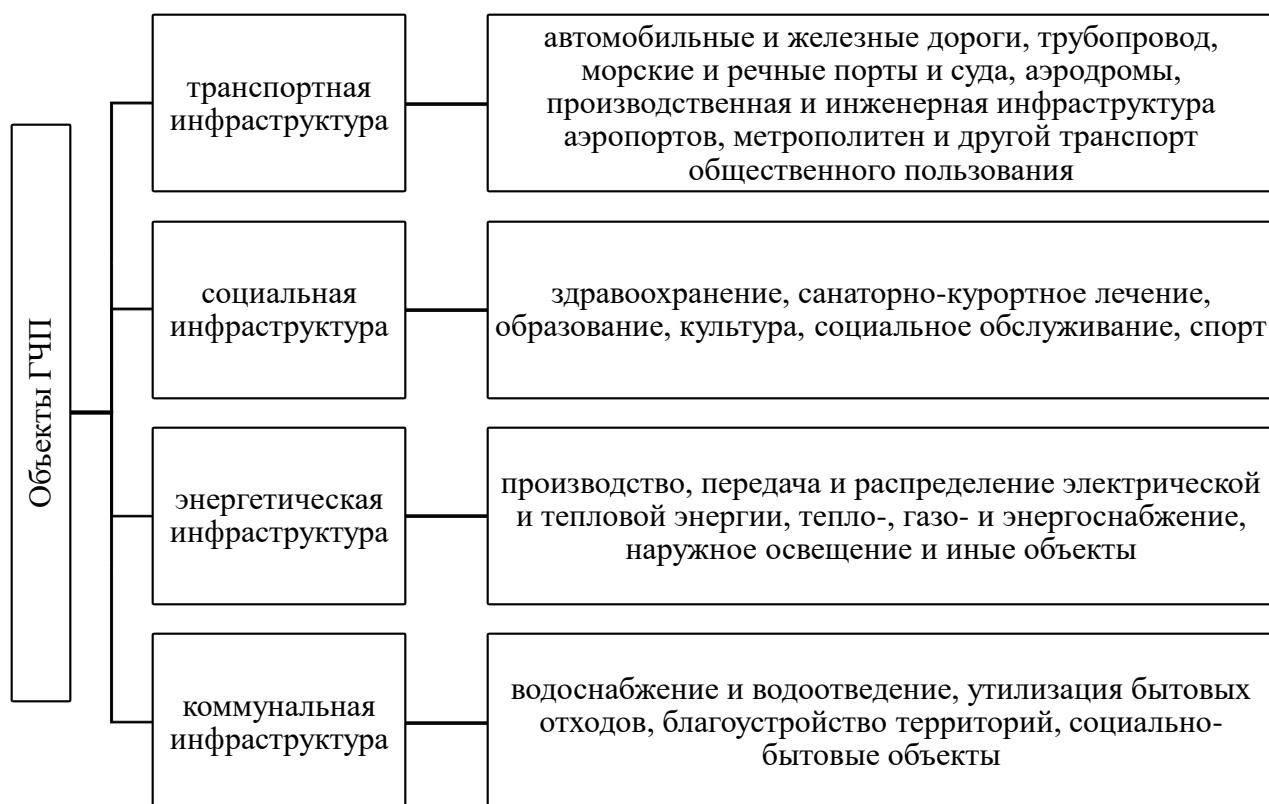 Объекты ГЧП
транспортная
инфраструктура
автомобильные и железные дороги, трубопровод,
морские и речные порты и суда, аэродромы,
производственная и инженерная инфраструктура
аэропортов, метрополитен и другой транспорт
общественного пользования
социальная
инфраструктура
здравоохранение, санаторно-курортное лечение,
образование, культура, социальное обслуживание, спорт
энергетическая
инфраструктура
производство, передача и распределение электрической
и тепловой энергии, тепло-, газо- и энергоснабжение,
наружное освещение и иные объекты
коммунальная
инфраструктура
водоснабжение и водоотведение, утилизация бытовых
отходов, благоустройство территорий, социально-
бытовые объекты